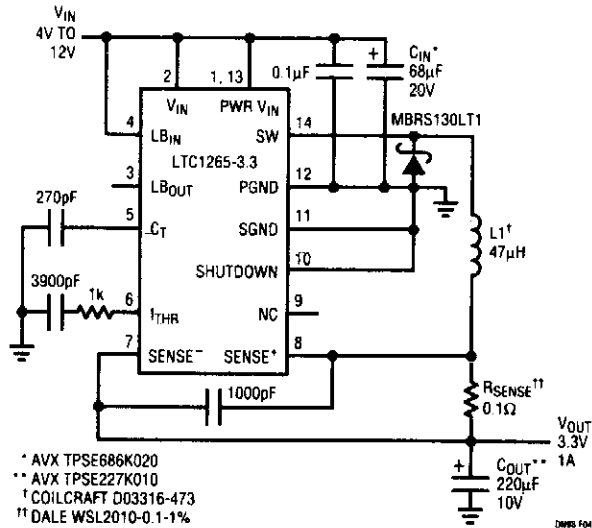 VIN
4V TO
12V
2
1, 13
0.1µF
+
CIN*
68µF
20V
VIN
PWR VIN
MBRS130LT1
4
LBIN
SW
14
LTC1265-3.3
3
LBOUT
PGND
12
270pF
5
CT
SGND
11
L1†
47µH
SHUTDOWN
10
3900pF
1k
6
ITHR
NC
9
7
SENSE−
SENSE+
8
1000pF
RSENSE††
0.1Ω
VOUT
3.3V
1A
+
COUT**
220µF
10V
* AVX TPSE686K020
** AVX TPSE227K010
† COILCRAFT D03316-473
†† DALE WSL2010-0.1-1%